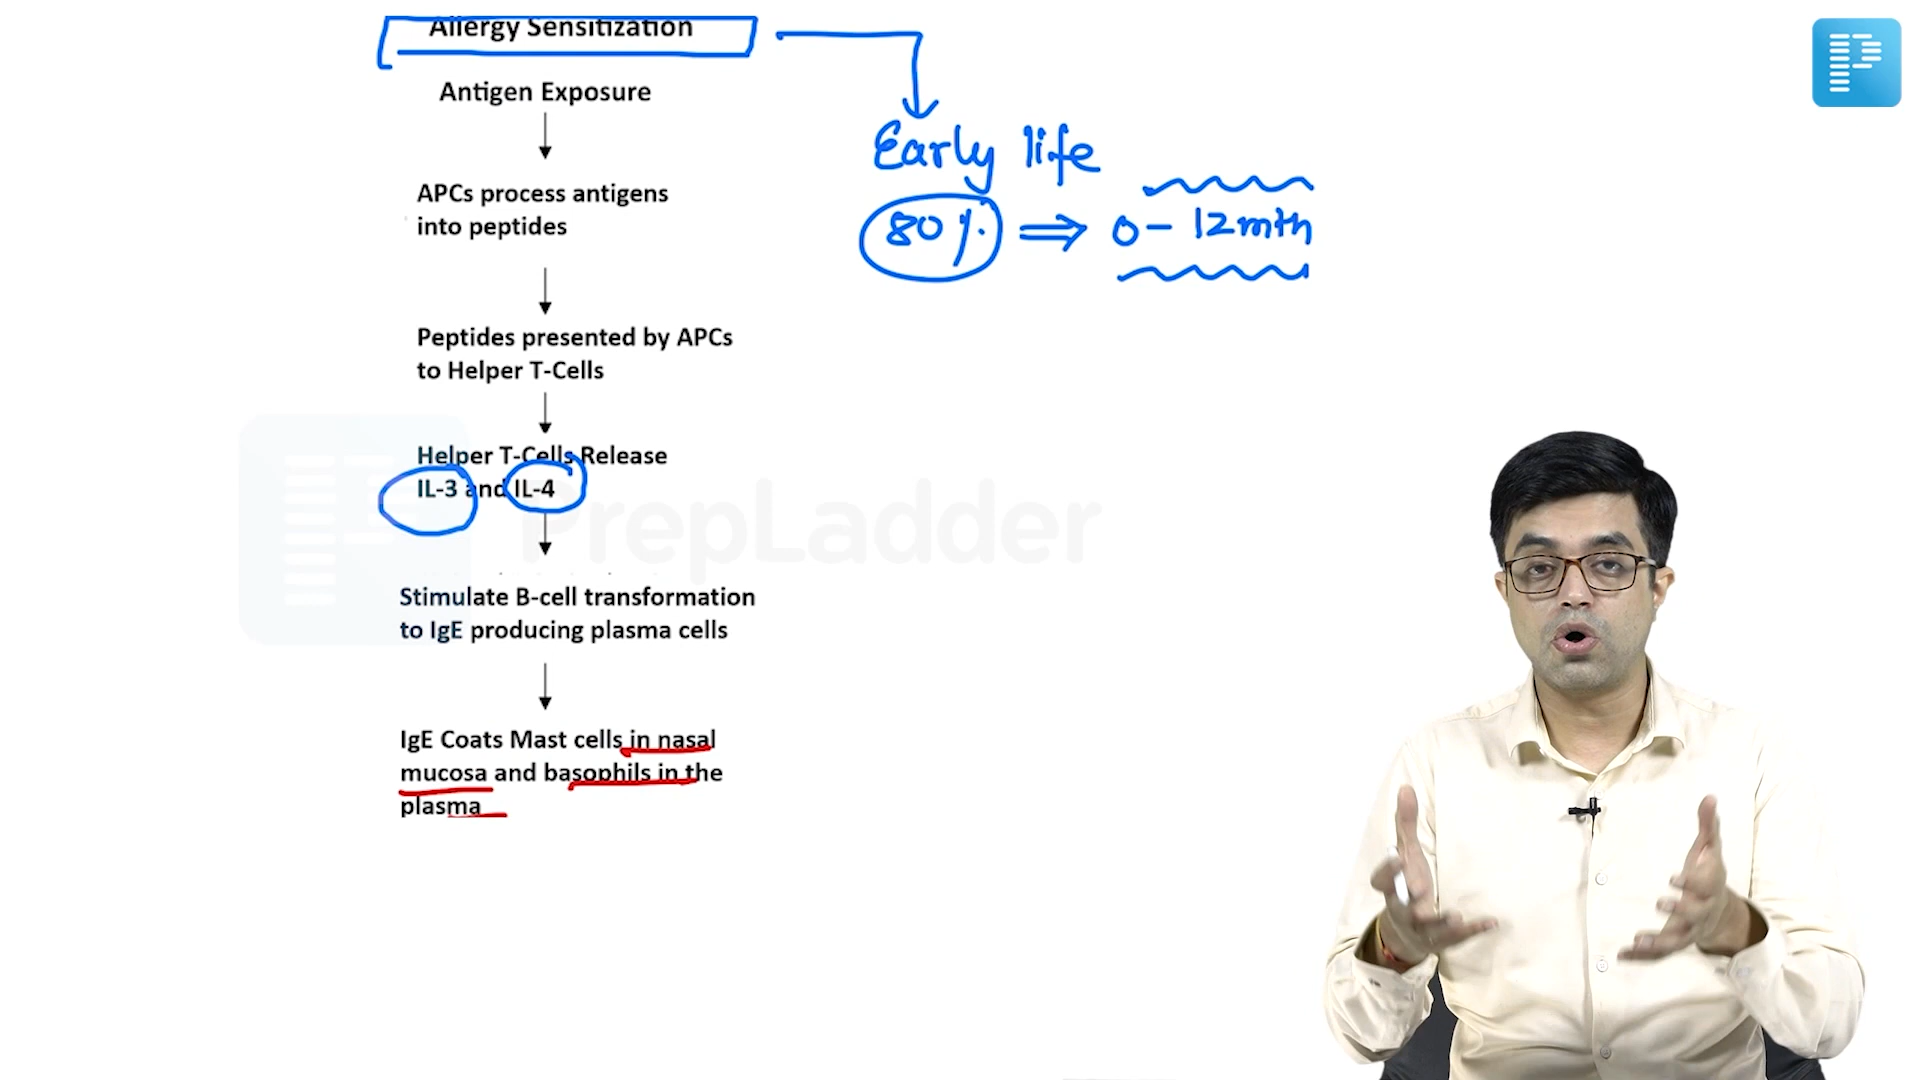 Allergy Sensitization
Antigen Exposure
APCs process antigens
into peptides
Peptides presented by APCs
to Helper T-Cells
Helper T-Cells Release
IL-3 and IL-4
Stimulate B-cell transformation
to IgE producing plasma cells
IgE Coats Mast cells in nasal
mucosa and basophils in the
plasma
Early life
80% ⇒ 0 - 12 mth
PrepLadder